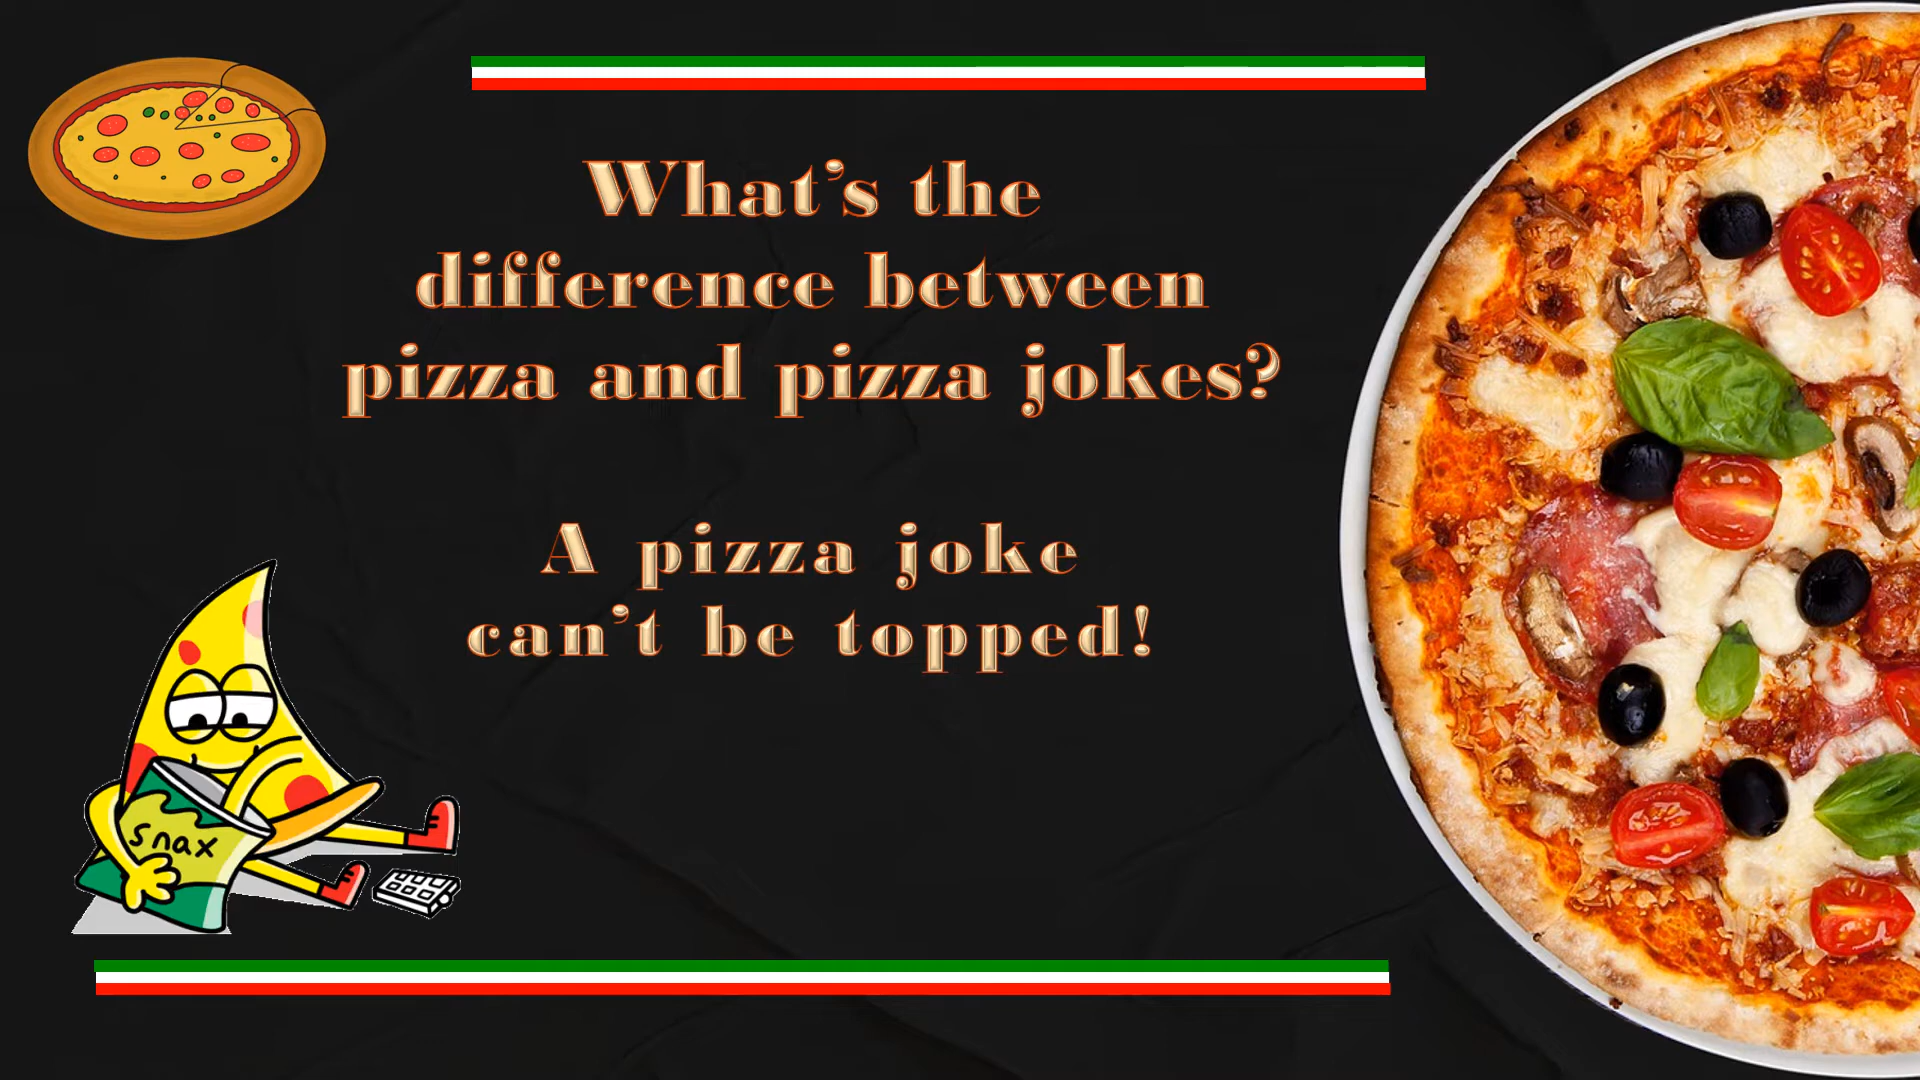 What's the
difference between
pizza and pizza jokes?
A pizza joke
can't be topped!
snax